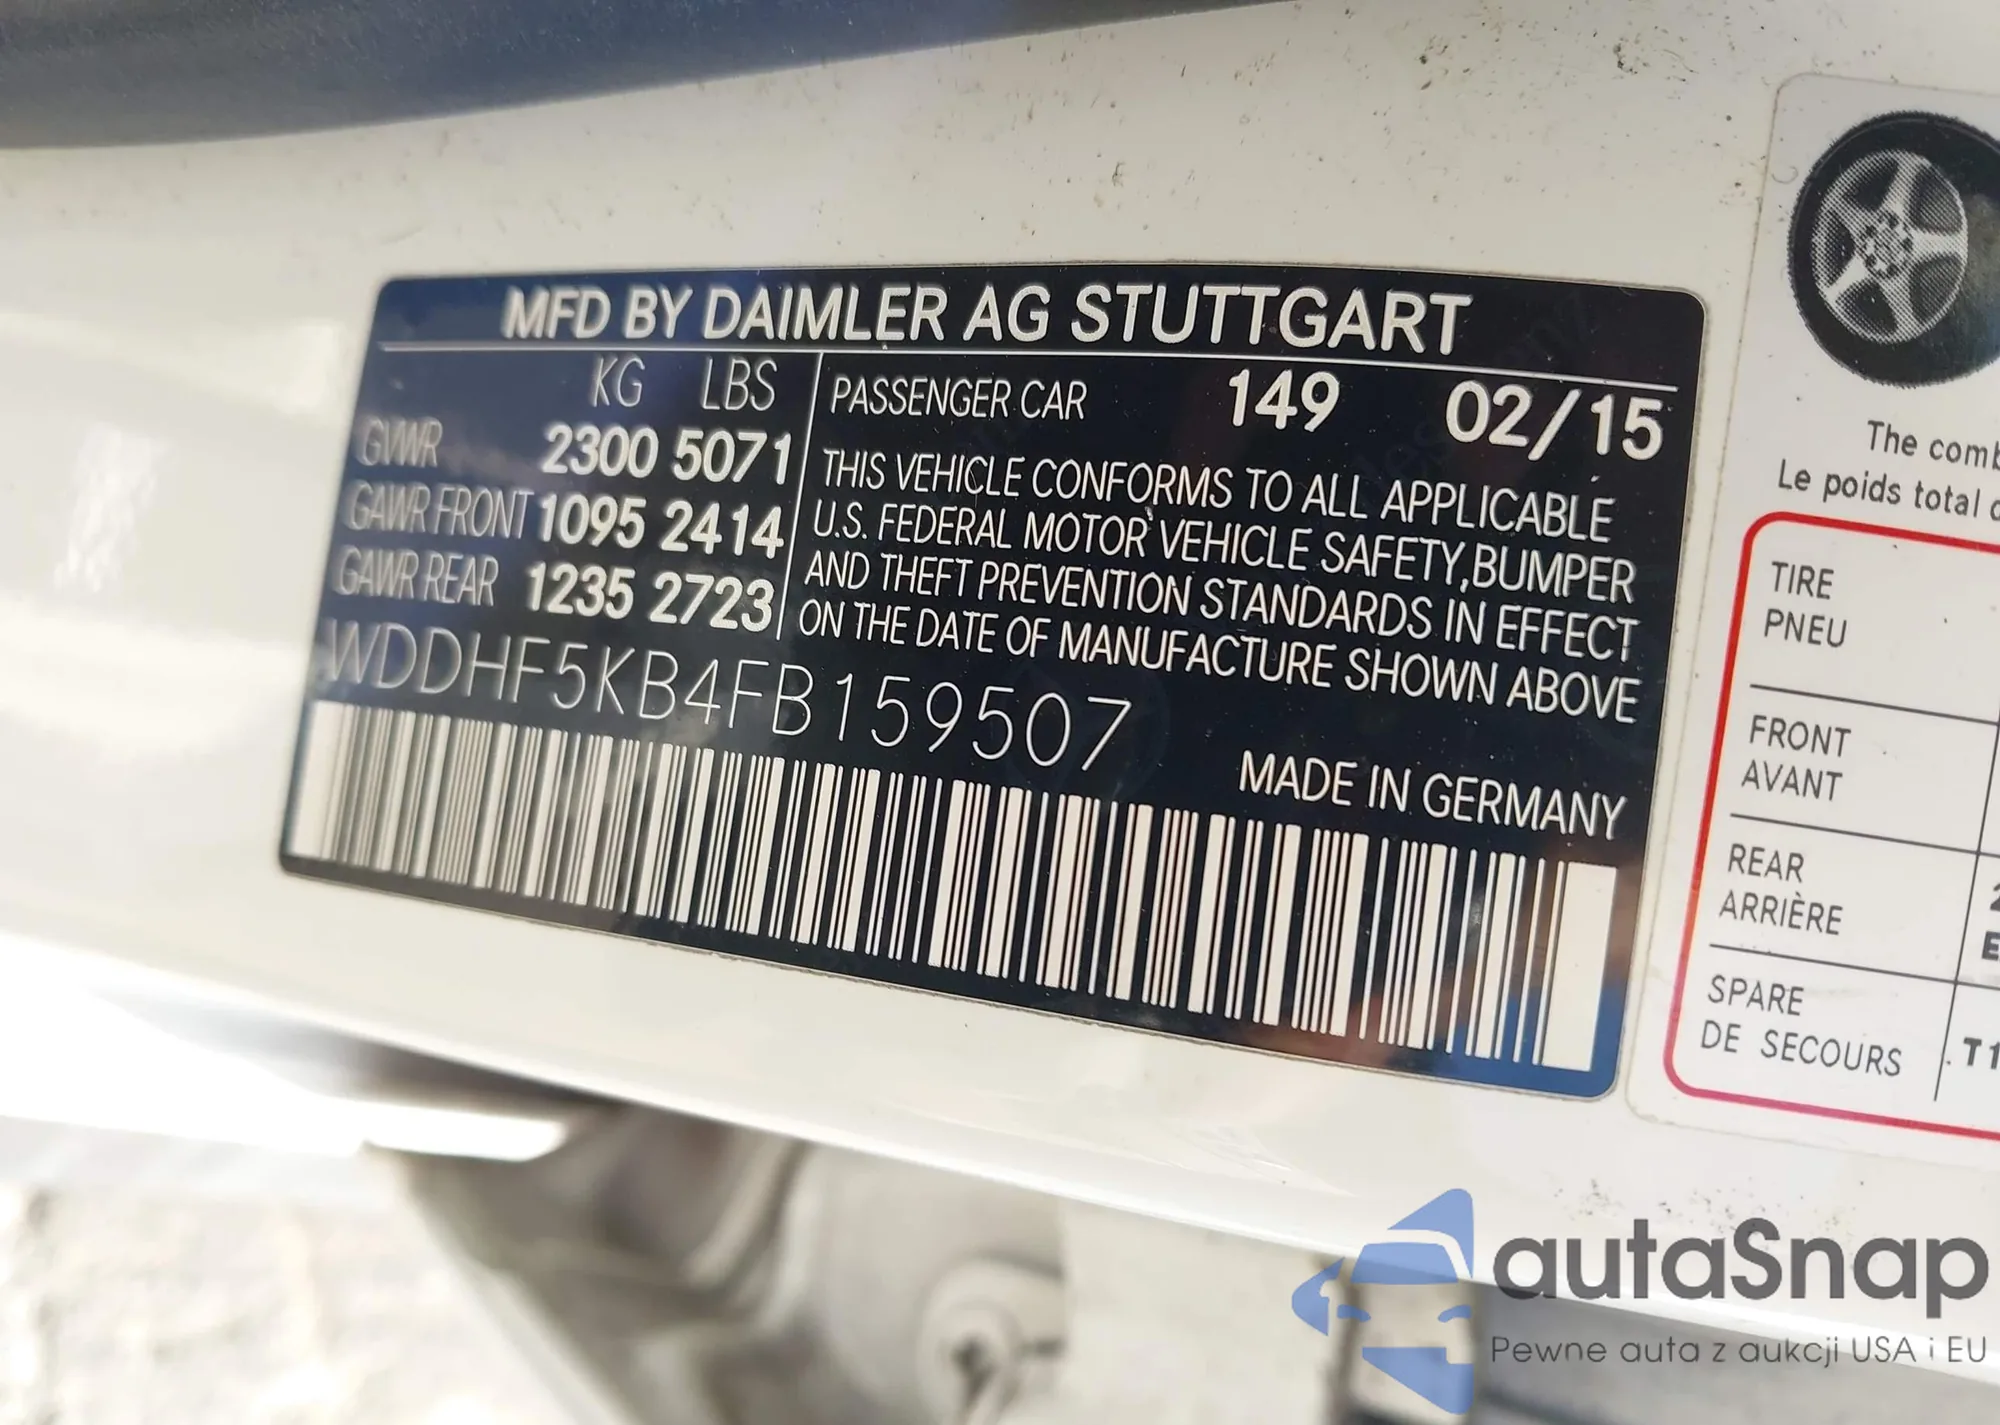 MFD BY DAIMLER AG STUTTGART
KG LBS
GVWR 2300 5071
GAWR FRONT 1095 2414
GAWR REAR 1235 2723
PASSENGER CAR 149 02/15
THIS VEHICLE CONFORMS TO ALL APPLICABLE
U.S. FEDERAL MOTOR VEHICLE SAFETY,BUMPER
AND THEFT PREVENTION STANDARDS IN EFFECT
ON THE DATE OF MANUFACTURE SHOWN ABOVE
WDDHF5KB4FB159507
MADE IN GERMANY
The comb
Le poids total
TIRE
PNEU
FRONT
AVANT
REAR
ARRIÈRE
SPARE
DE SECOURS
T1
autaSnap
Pewne auta z aukcji USA i EU